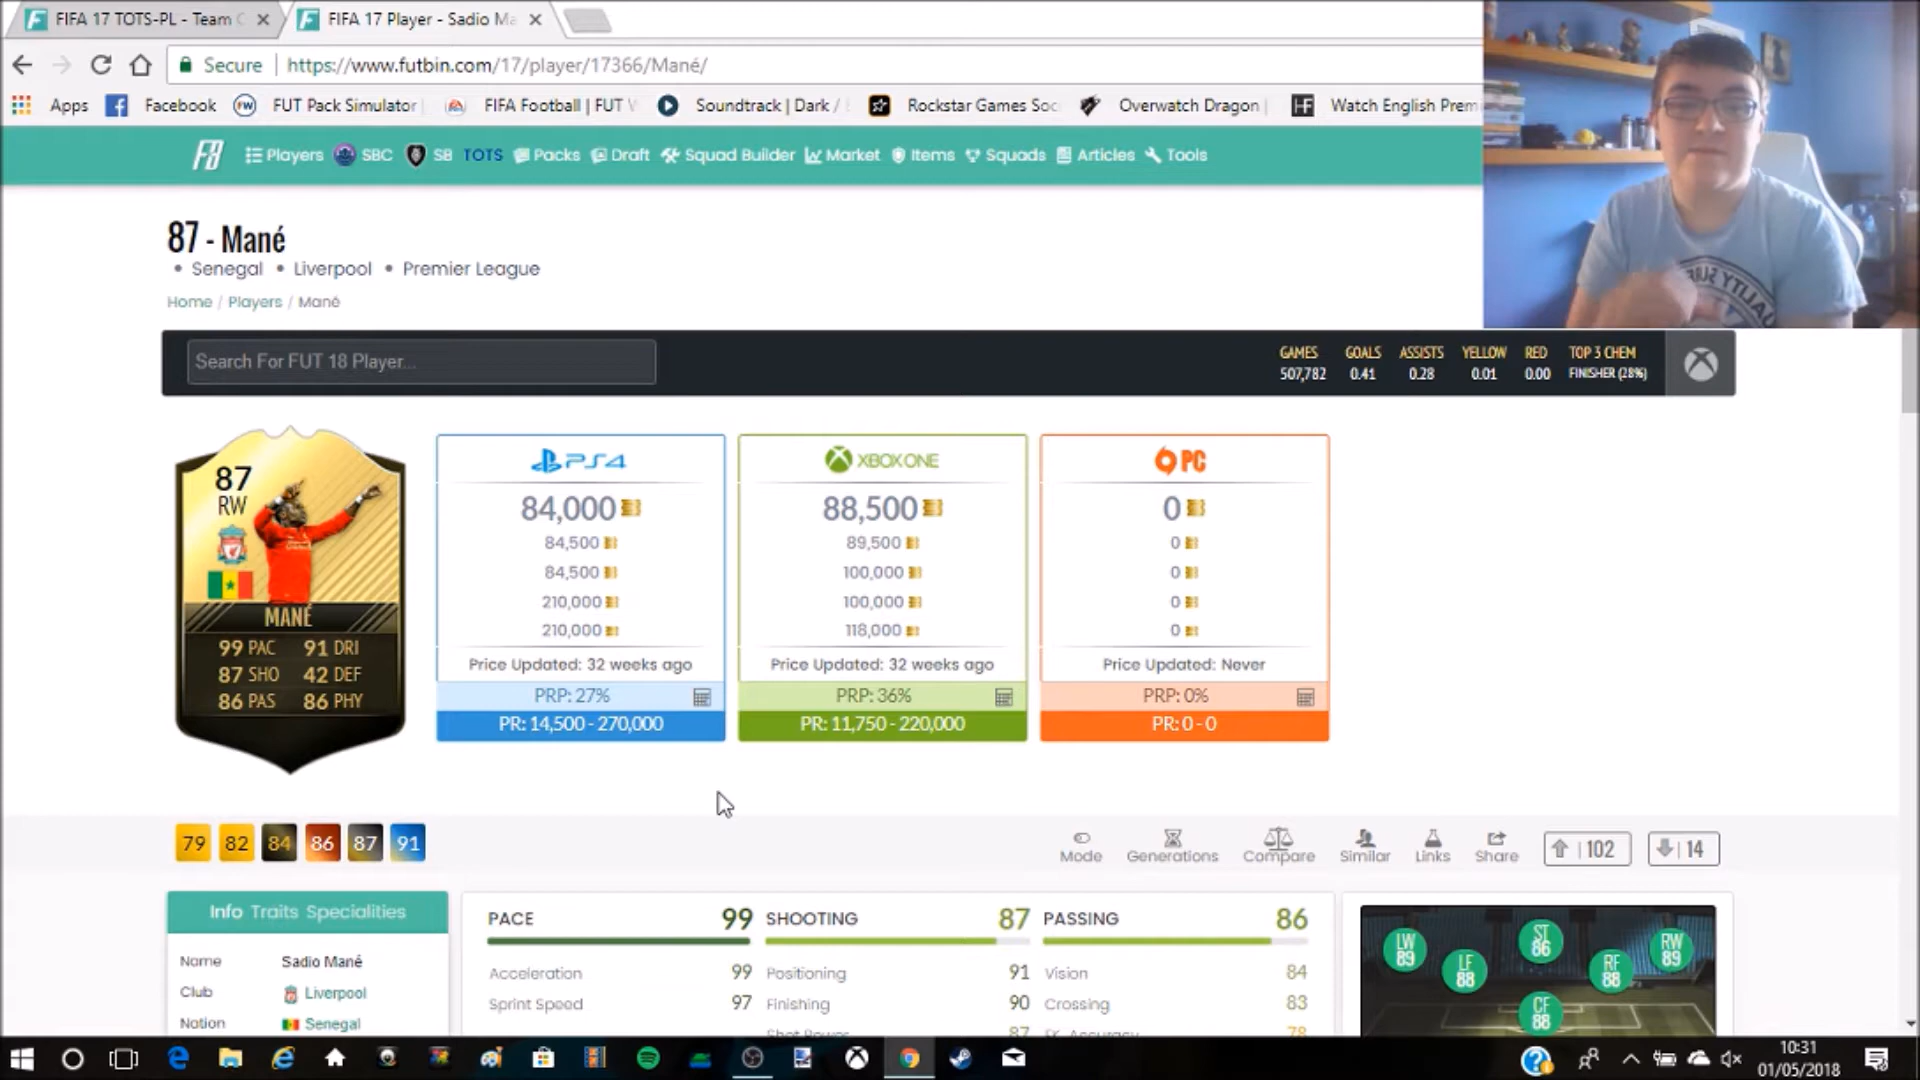 FIFA 17 TOTS-PL - Team
FIFA 17 Player - Sadio Ma
Secure
https://www.futbin.com/17/player/17366/Mané/
Apps Facebook FUT Pack Simulator EA FIFA Football | FUT Soundtrack | Dark / Rockstar Games Soc Overwatch Dragon HF Watch English Prem
Players SBC SB TOTS Packs Draft Squad Builder Market Items Squads Articles Tools
87 - Mané
• Senegal • Liverpool • Premier League
Home / Players / Mané
Search For FUT 18 Player...
GAMES GOALS ASSISTS YELLOW RED TOP 3 CHEM
507,782 0.41 0.28 0.01 0.00 FINISHER (28%)
87
RW
MANÉ
99 PAC 91 DRI
87 SHO 42 DEF
86 PAS 86 PHY
PS4
84,000
84,500
84,500
210,000
210,000
Price Updated: 32 weeks ago
PRP: 27%
PR: 14,500 - 270,000
XBOX ONE
88,500
89,500
100,000
100,000
118,000
Price Updated: 32 weeks ago
PRP: 36%
PR: 11,750 - 220,000
PC
0
0
0
0
0
Price Updated: Never
PRP: 0%
PR: 0 - 0
79 82 84 86 87 91
Mode Generations Compare Similar Links Share 102 14
Info Traits Specialities
Name Sadio Mané
Club Liverpool
Nation Senegal
PACE 99
Acceleration 99
Sprint Speed 97
SHOOTING 87
Positioning 91
Finishing 90
Shot Power 87
PASSING 86
Vision 84
Crossing 83
FK Accuracy 78
LW
89
LF
88
ST
86
CF
88
RF
88
RW
89
10:31
01/05/2018